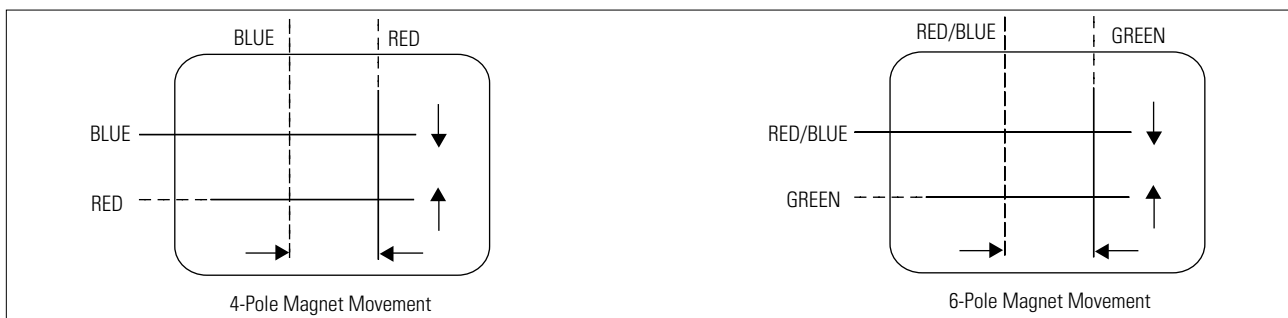 BLUE
RED
BLUE
RED
4-Pole Magnet Movement
RED/BLUE
GREEN
RED/BLUE
GREEN
6-Pole Magnet Movement